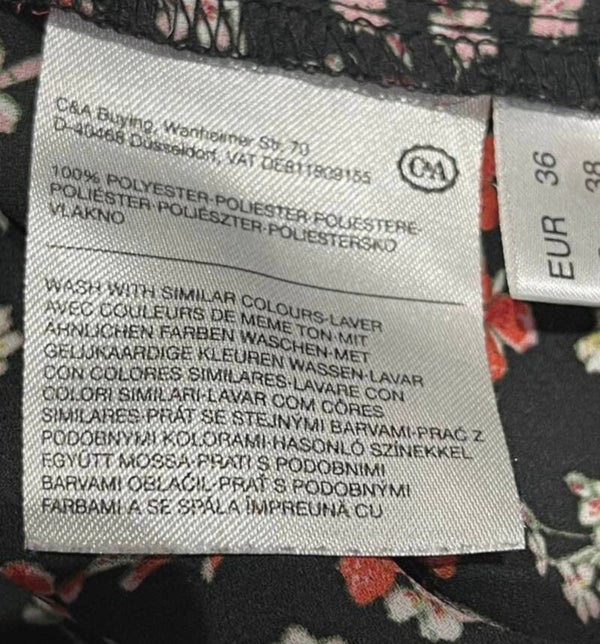 C&A Buying, Wanheimer Str. 70
D-40468 Düsseldorf, VAT DE811809155
C&A
100% POLYESTER·POLIESTER·POLIESTERE·
POLIÉSTER·POLIÉSZTER·POLIESTERSKO
VLAKNO
WASH WITH SIMILAR COLOURS·LAVER
AVEC COULEURS DE MEME TON·MIT
ÄHNLICHEN FARBEN WASCHEN·MET
GELIJKAARDIGE KLEUREN WASSEN·LAVAR
CON COLORES SIMILARES·LAVARE CON
COLORI SIMILARI·LAVAR COM CÔRES
SIMILARES·PRÁT SE STEJNÝMI BARVAMI·PRAĆ Z
PODOBNYMI KOLORAMI·HASONLÓ SZÍNEKKEL
EGYÜTT MOSSA·PRATI S PODOBNIMI
BARVAMI OBLAČIL·PRAŤ S PODOBNÝMI
FARBAMI A SE SPĂLA ÎMPREUNĂ CU
EUR 36
38